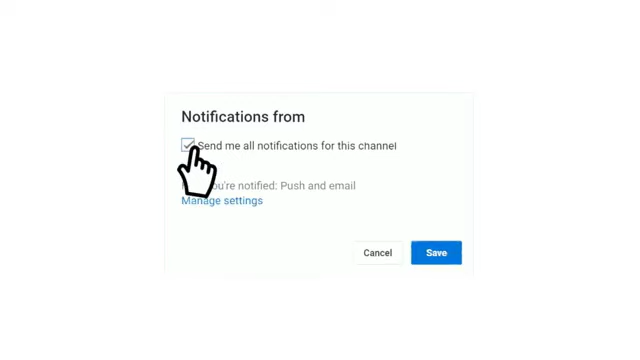 Notifications from
Send me all notifications for this channel
you're notified: Push and email
Manage settings
Cancel
Save